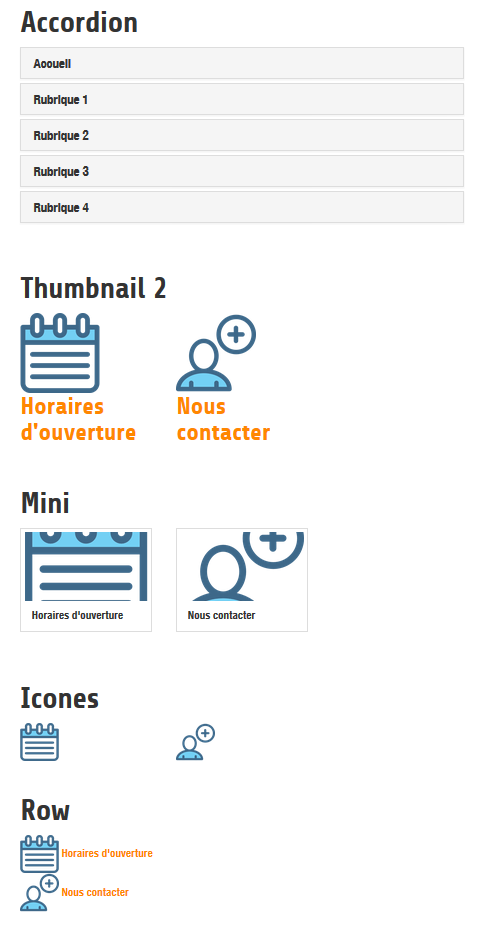 Accordion
Accueil
Rubrique 1
Rubrique 2
Rubrique 3
Rubrique 4
Thumbnail 2
Horaires
d'ouverture
Nous
contacter
Mini
Horaires d'ouverture
Nous contacter
Icones
Row
Horaires d'ouverture
Nous contacter